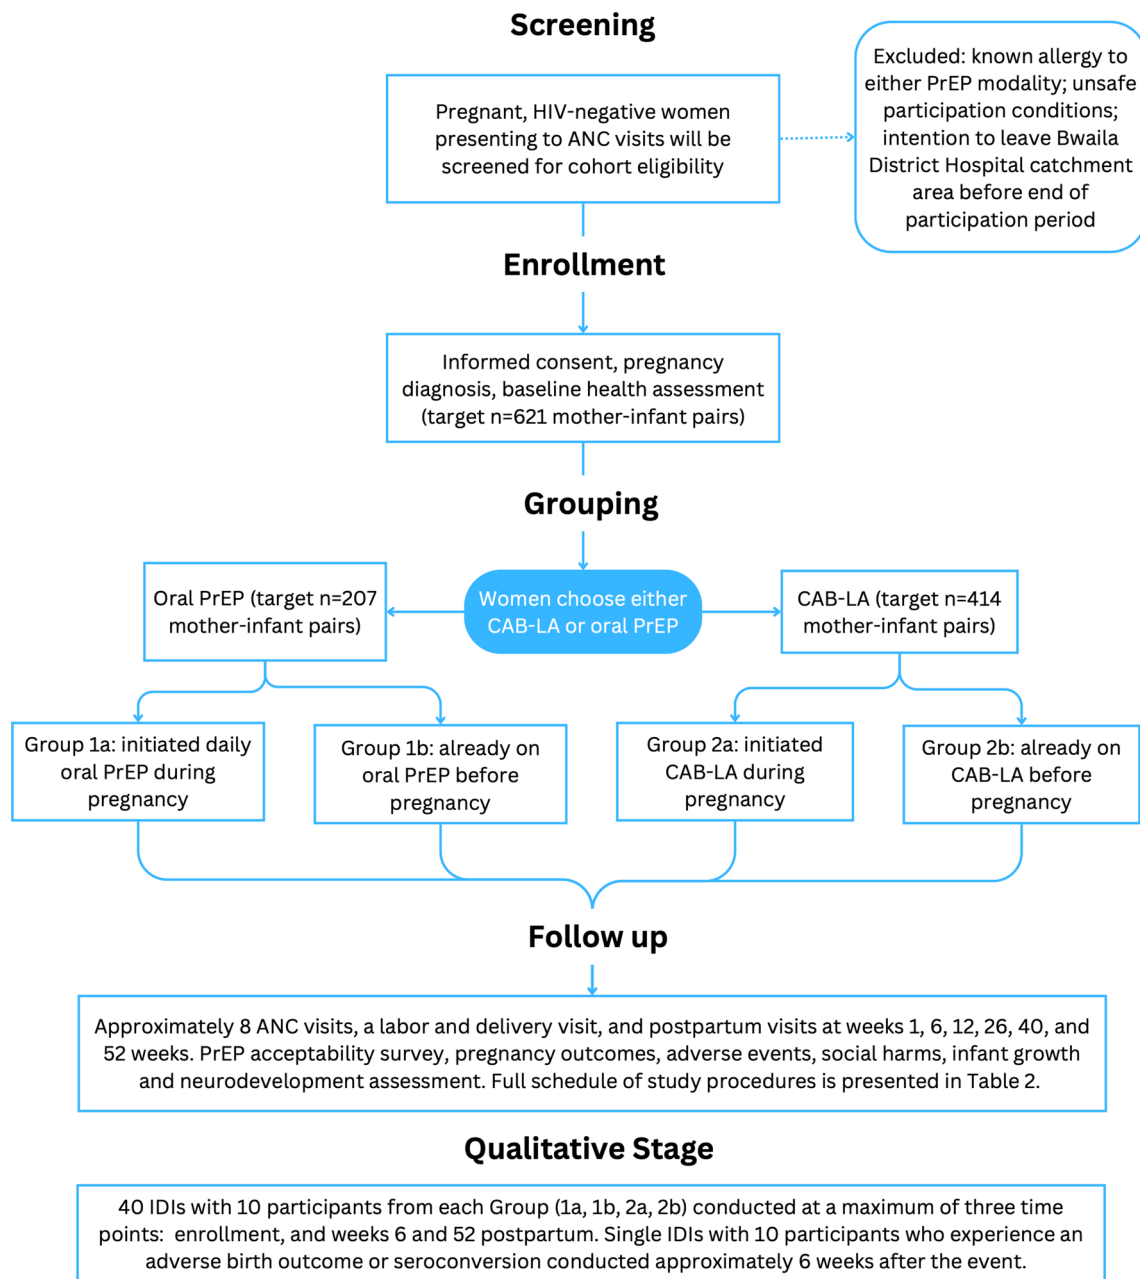 Screening
Pregnant, HIV-negative women
presenting to ANC visits will be
screened for cohort eligibility
Excluded: known allergy to
either PrEP modality; unsafe
participation conditions;
intention to leave Bwaila
District Hospital catchment
area before end of
participation period
Enrollment
Informed consent, pregnancy
diagnosis, baseline health assessment
(target n=621 mother-infant pairs)
Grouping
Oral PrEP (target n=207
mother-infant pairs)
Women choose either
CAB-LA or oral PrEP
CAB-LA (target n=414
mother-infant pairs)
Group 1a: initiated daily
oral PrEP during
pregnancy
Group 1b: already on
oral PrEP before
pregnancy
Group 2a: initiated
CAB-LA during
pregnancy
Group 2b: already on
CAB-LA before
pregnancy
Follow up
Approximately 8 ANC visits, a labor and delivery visit, and postpartum visits at weeks 1, 6, 12, 26, 40, and
52 weeks. PrEP acceptability survey, pregnancy outcomes, adverse events, social harms, infant growth
and neurodevelopment assessment. Full schedule of study procedures is presented in Table 2.
Qualitative Stage
40 IDIs with 10 participants from each Group (1a, 1b, 2a, 2b) conducted at a maximum of three time
points: enrollment, and weeks 6 and 52 postpartum. Single IDIs with 10 participants who experience an
adverse birth outcome or seroconversion conducted approximately 6 weeks after the event.